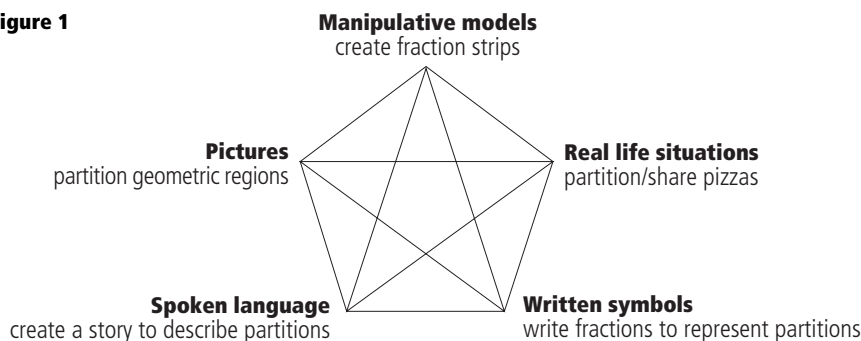 igure 1
Manipulative models
create fraction strips
Pictures
partition geometric regions
Real life situations
partition/share pizzas
Spoken language
create a story to describe partitions
Written symbols
write fractions to represent partitions